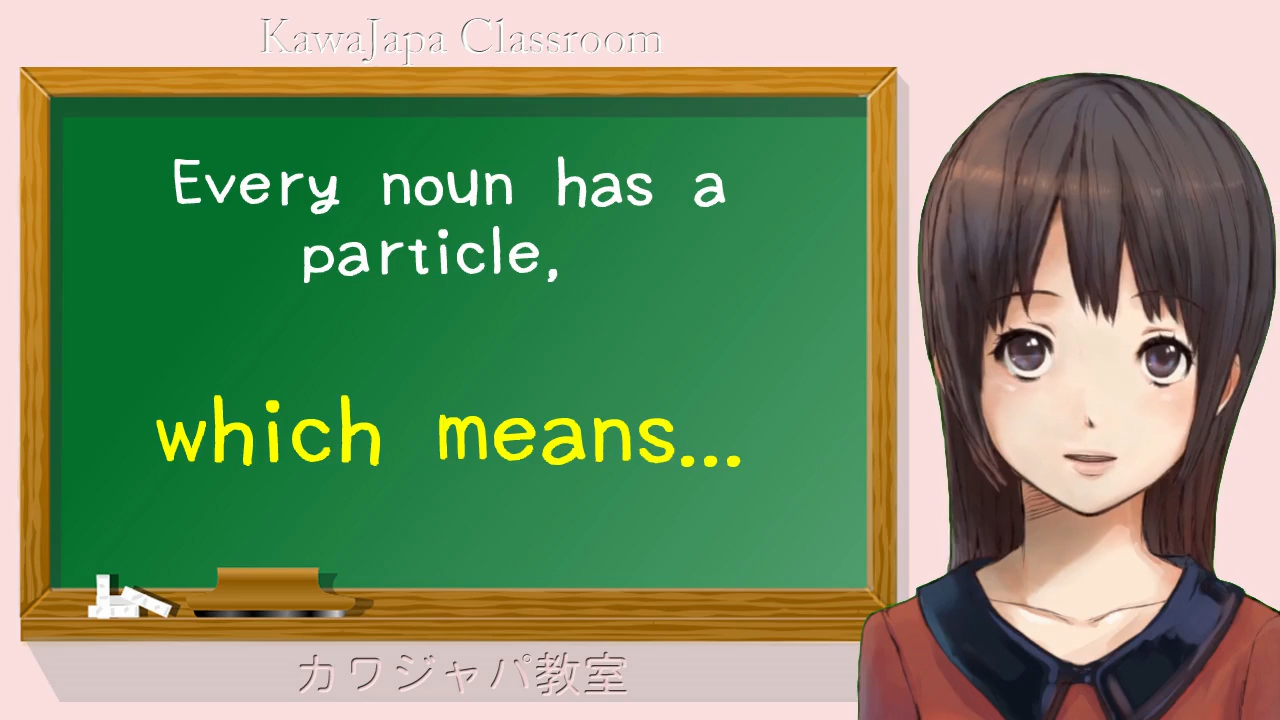 KawaJapa Classroom
Every noun has a
particle,
which means...
カワジャパ教室